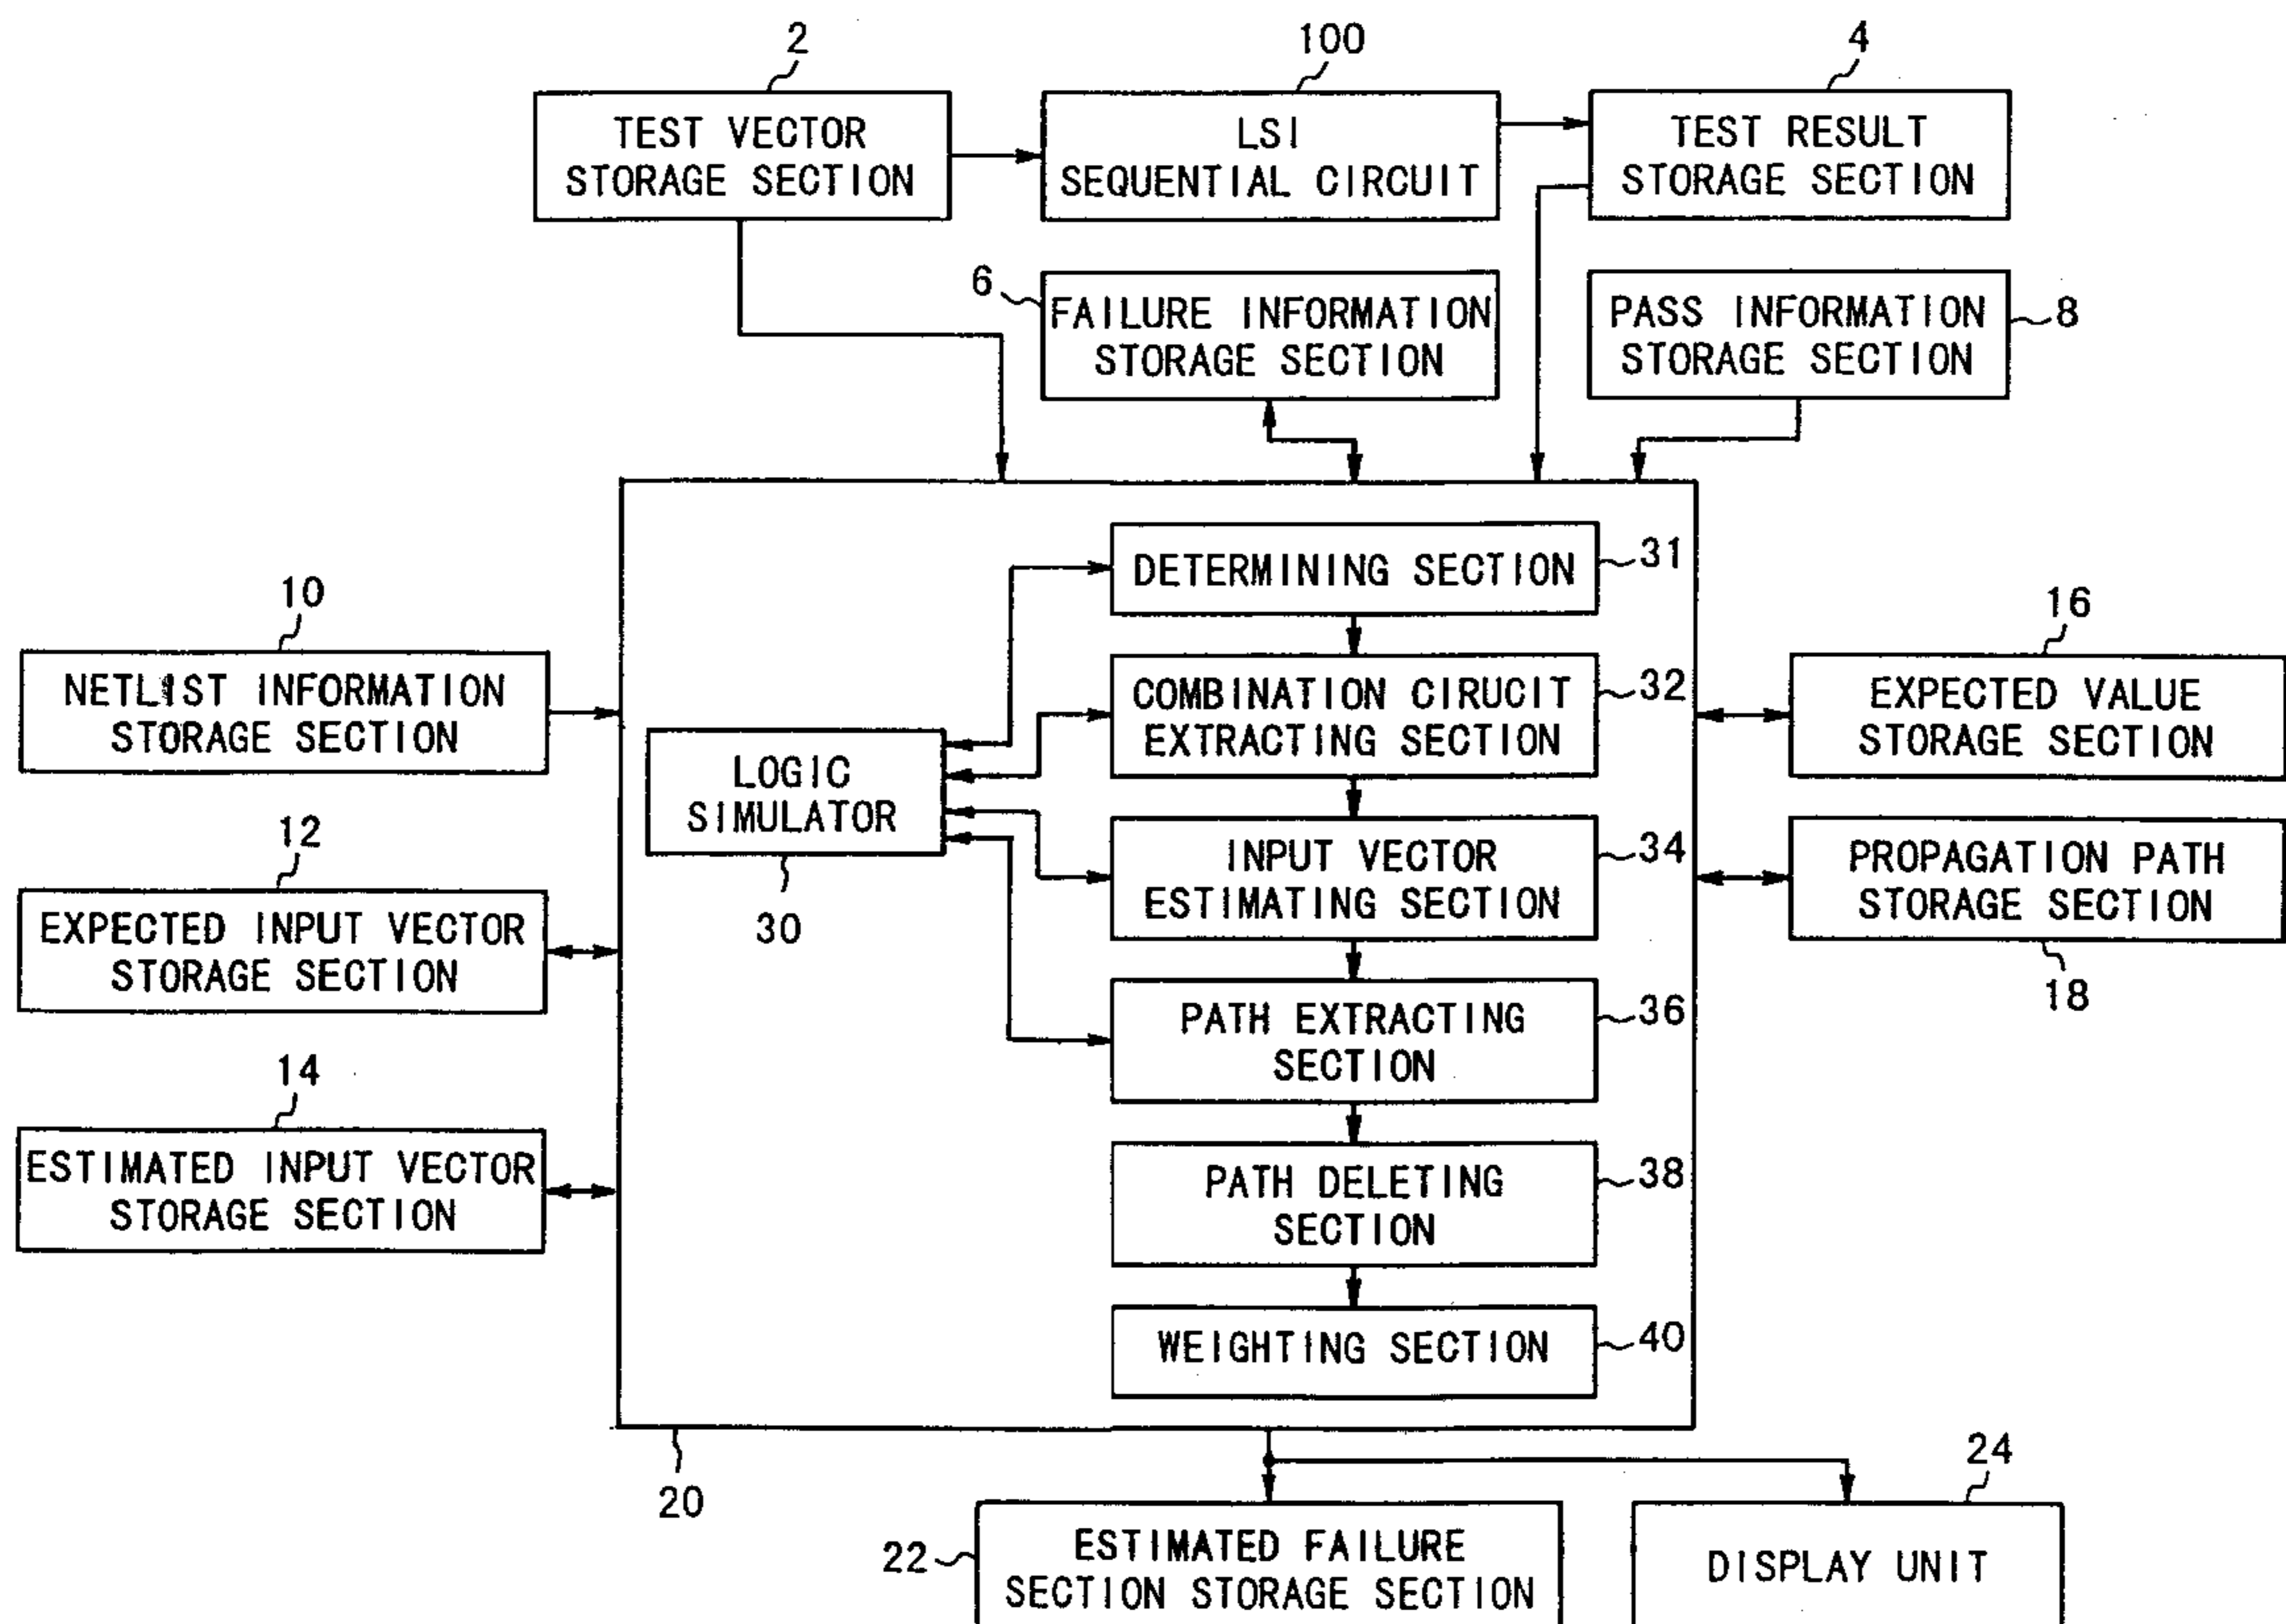 2
100
4
TEST VECTOR
STORAGE SECTION
LSI
SEQUENTIAL CIRCUIT
TEST RESULT
STORAGE SECTION
6
FAILURE INFORMATION
STORAGE SECTION
PASS INFORMATION
STORAGE SECTION
8
DETERMINING SECTION
31
10
NETLIST INFORMATION
STORAGE SECTION
COMBINATION CIRUCIT
EXTRACTING SECTION
32
16
EXPECTED VALUE
STORAGE SECTION
LOGIC
SIMULATOR
30
12
EXPECTED INPUT VECTOR
STORAGE SECTION
INPUT VECTOR
ESTIMATING SECTION
34
PROPAGATION PATH
STORAGE SECTION
18
PATH EXTRACTING
SECTION
36
14
ESTIMATED INPUT VECTOR
STORAGE SECTION
PATH DELETING
SECTION
38
WEIGHTING SECTION
40
20
24
22
ESTIMATED FAILURE
SECTION STORAGE SECTION
DISPLAY UNIT